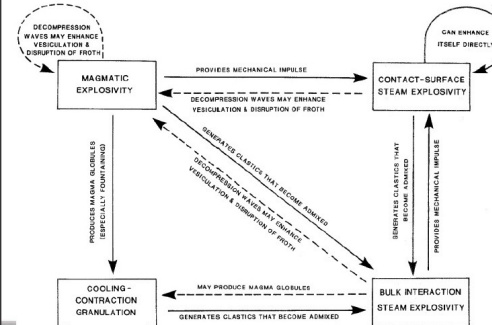 DECOMPRESSION
WAVES MAY ENHANCE
VESICULATION &
DISRUPTION OF FROTH
CAN ENHANCE
ITSELF DIRECTLY
MAGMATIC
EXPLOSIVITY
PROVIDES MECHANICAL IMPULSE
DECOMPRESSION WAVES MAY ENHANCE
VESICULATION & DISRUPTION OF FROTH
CONTACT-SURFACE
STEAM EXPLOSIVITY
PRODUCES MAGMA GLOBULES
(ESPECIALLY FOUNTAINING)
GENERATES CLASTICS THAT BECOME ADMIXED
DECOMPRESSION WAVES MAY ENHANCE
VESICULATION & DISRUPTION OF FROTH
GENERATES CLASTICS THAT
BECOME ADMIXED
PROVIDES MECHANICAL IMPULSE
COOLING-
CONTRACTION
GRANULATION
MAY PRODUCE MAGMA GLOBULES
GENERATES CLASTICS THAT BECOME ADMIXED
BULK INTERACTION
STEAM EXPLOSIVITY